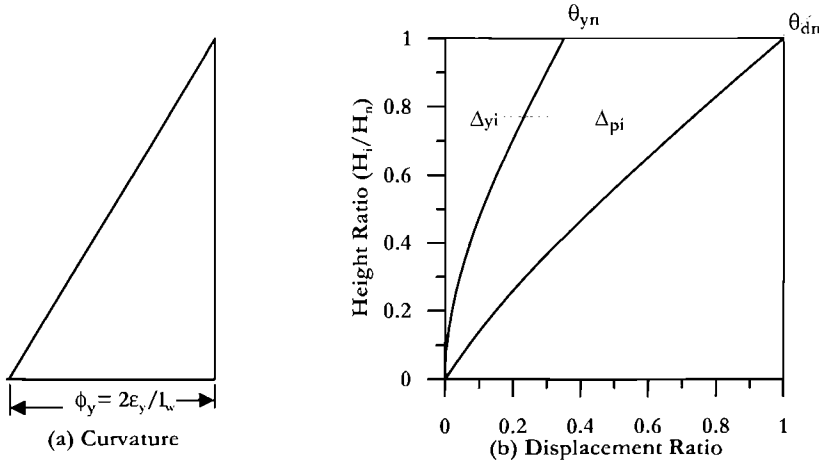 θyn
θdn
1
0.8
0.6
0.4
0.2
0
Height Ratio (Hi/Hn)
Δyi
Δpi
0 0.2 0.4 0.6 0.8 1
ϕy = 2εy/lw
(a) Curvature
(b) Displacement Ratio